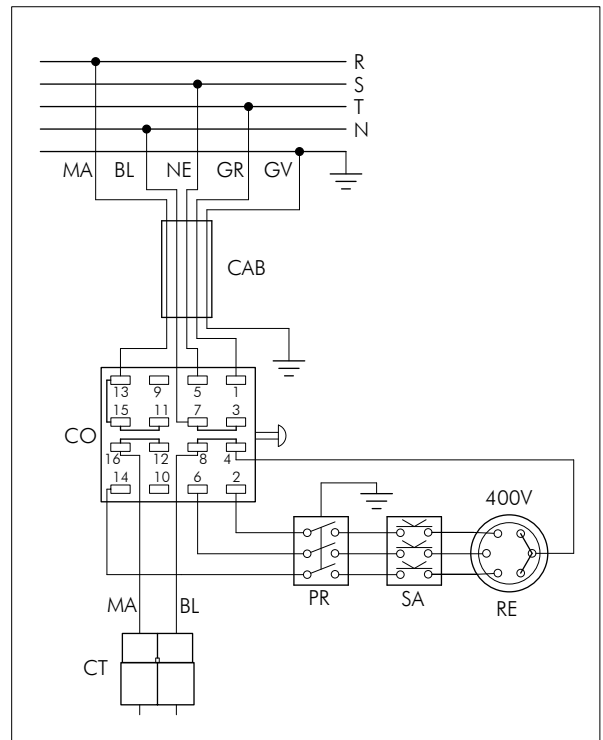 R
S
T
N
MA BL NE GR GV
CAB
13 9 5 1
15 11 7 3
CO
16 12 8 4
14 10 6 2
400V
PR SA RE
MA BL
CT